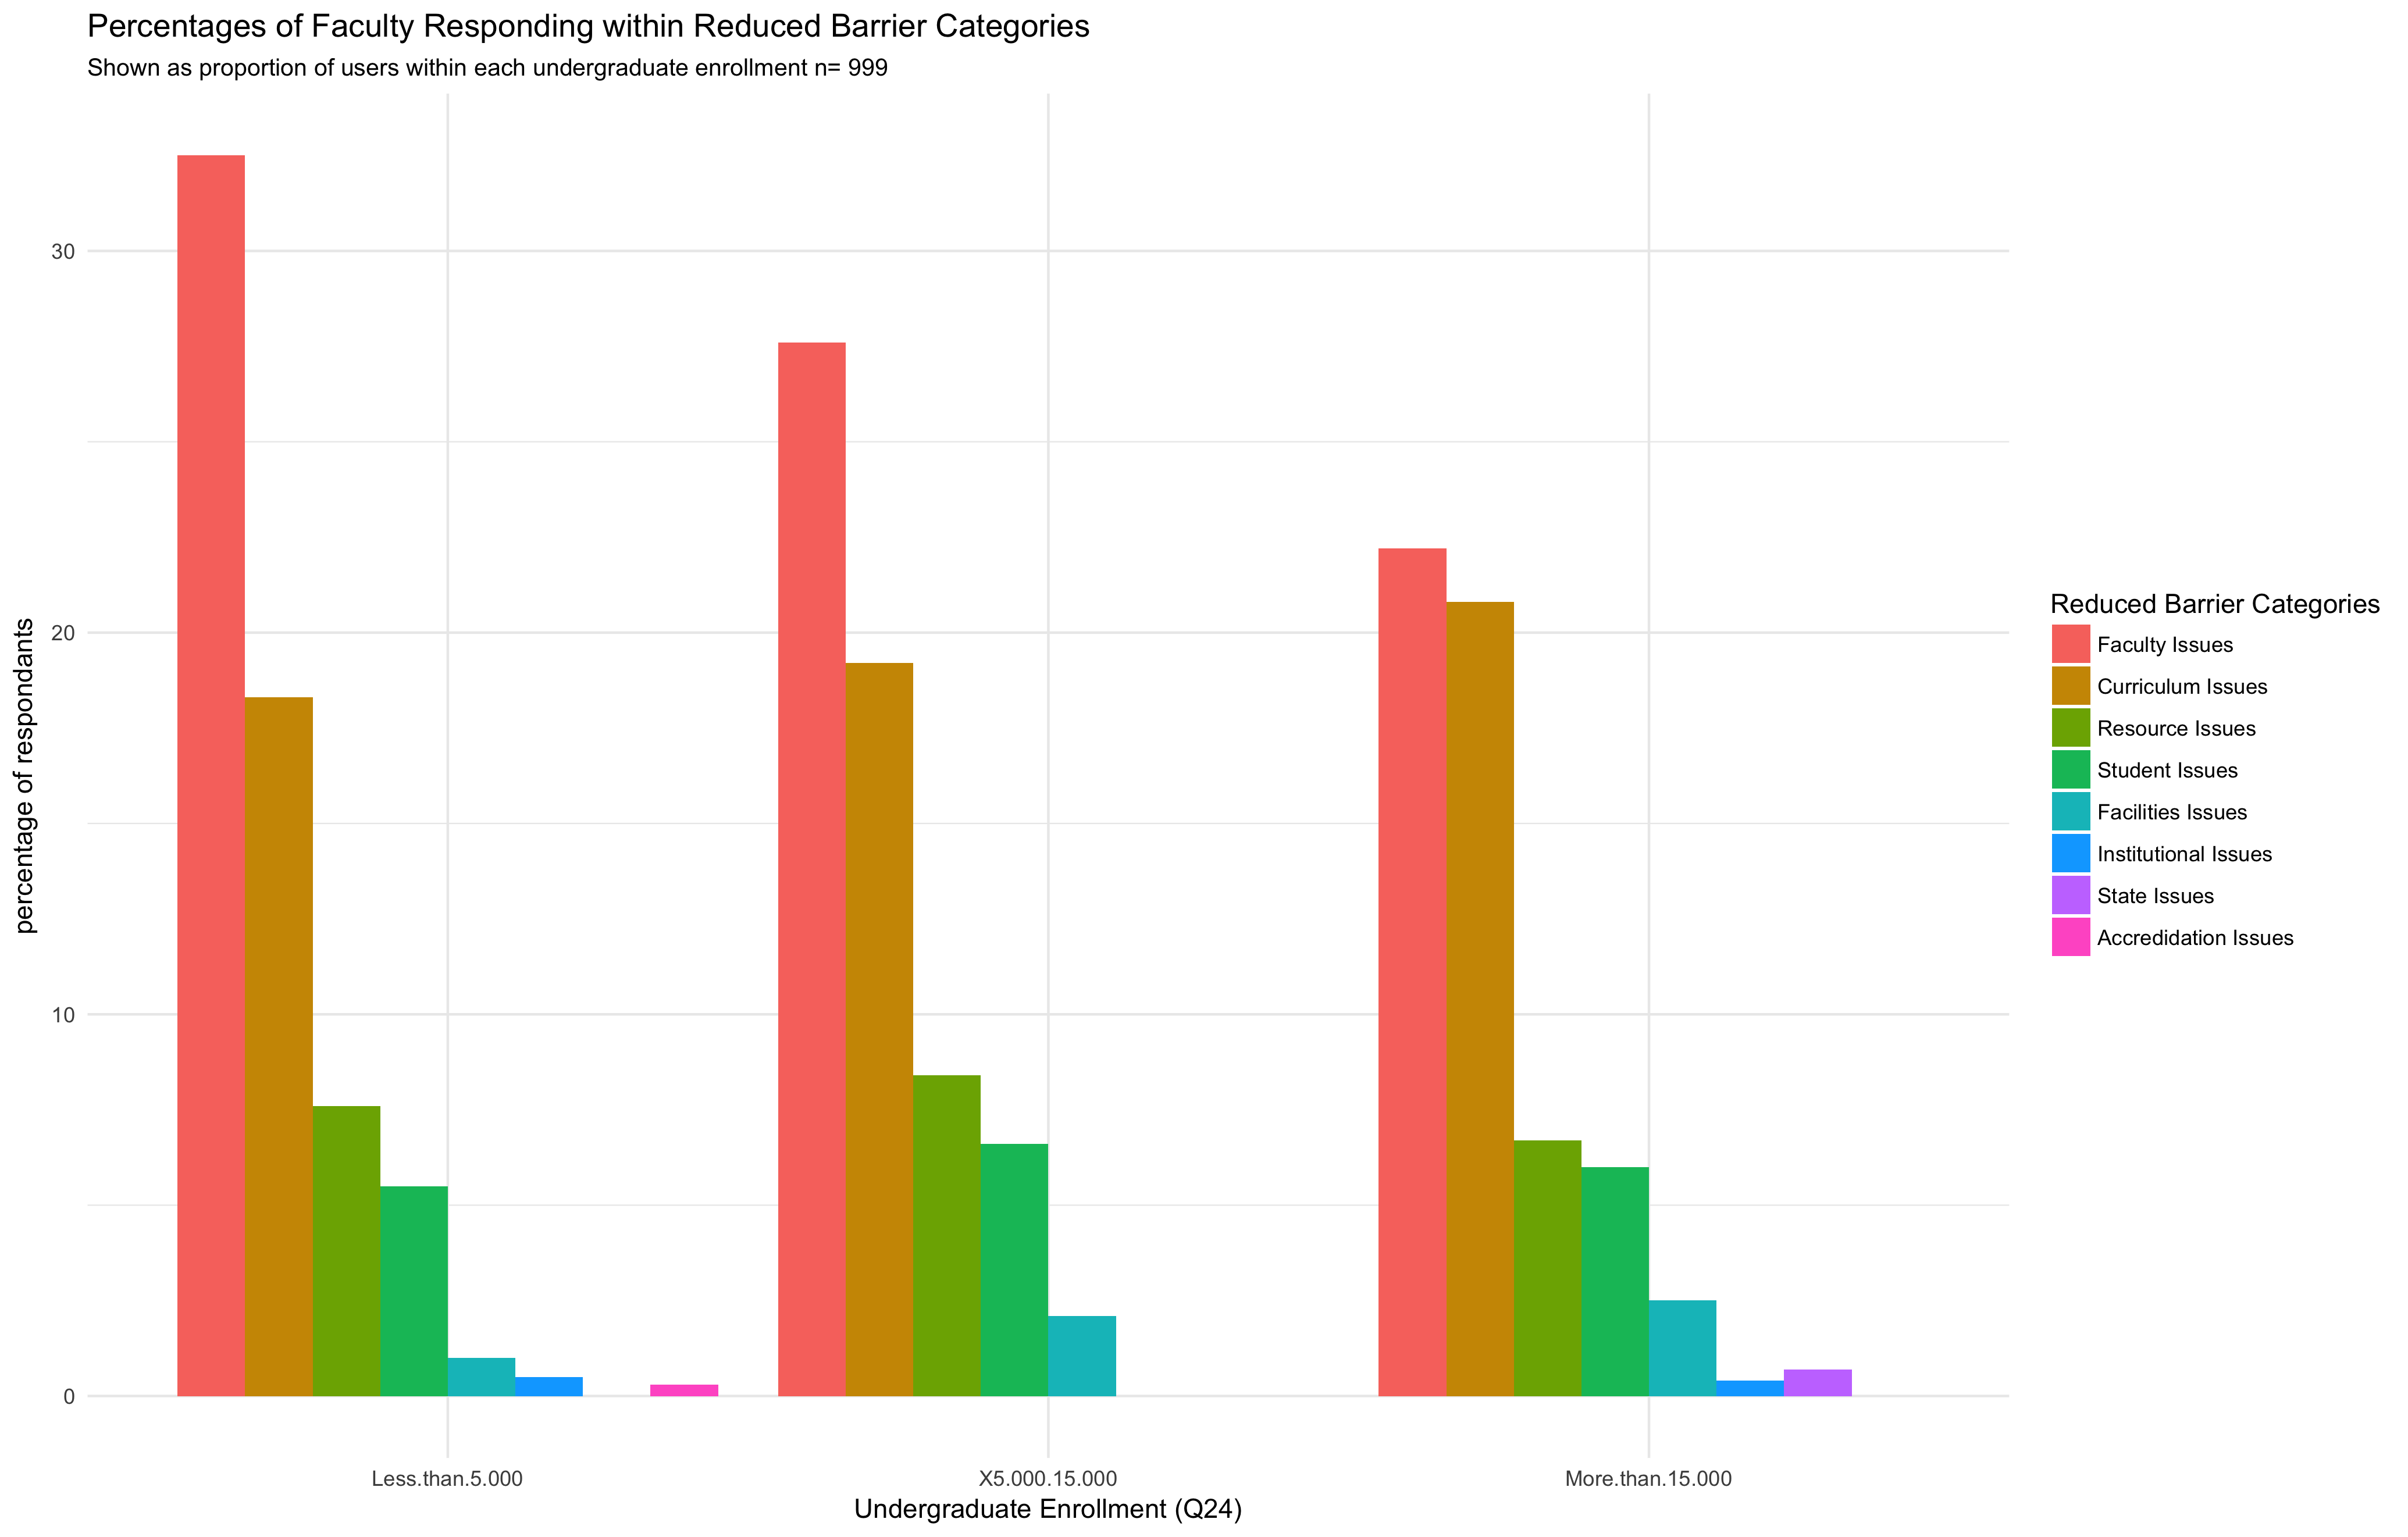 Percentages of Faculty Responding within Reduced Barrier Categories
Shown as proportion of users within each undergraduate enrollment n= 999
percentage of respondants
30
20
10
0
Less.than.5.000
X5.000.15.000
More.than.15.000
Undergraduate Enrollment (Q24)
Reduced Barrier Categories
Faculty Issues
Curriculum Issues
Resource Issues
Student Issues
Facilities Issues
Institutional Issues
State Issues
Accredidation Issues